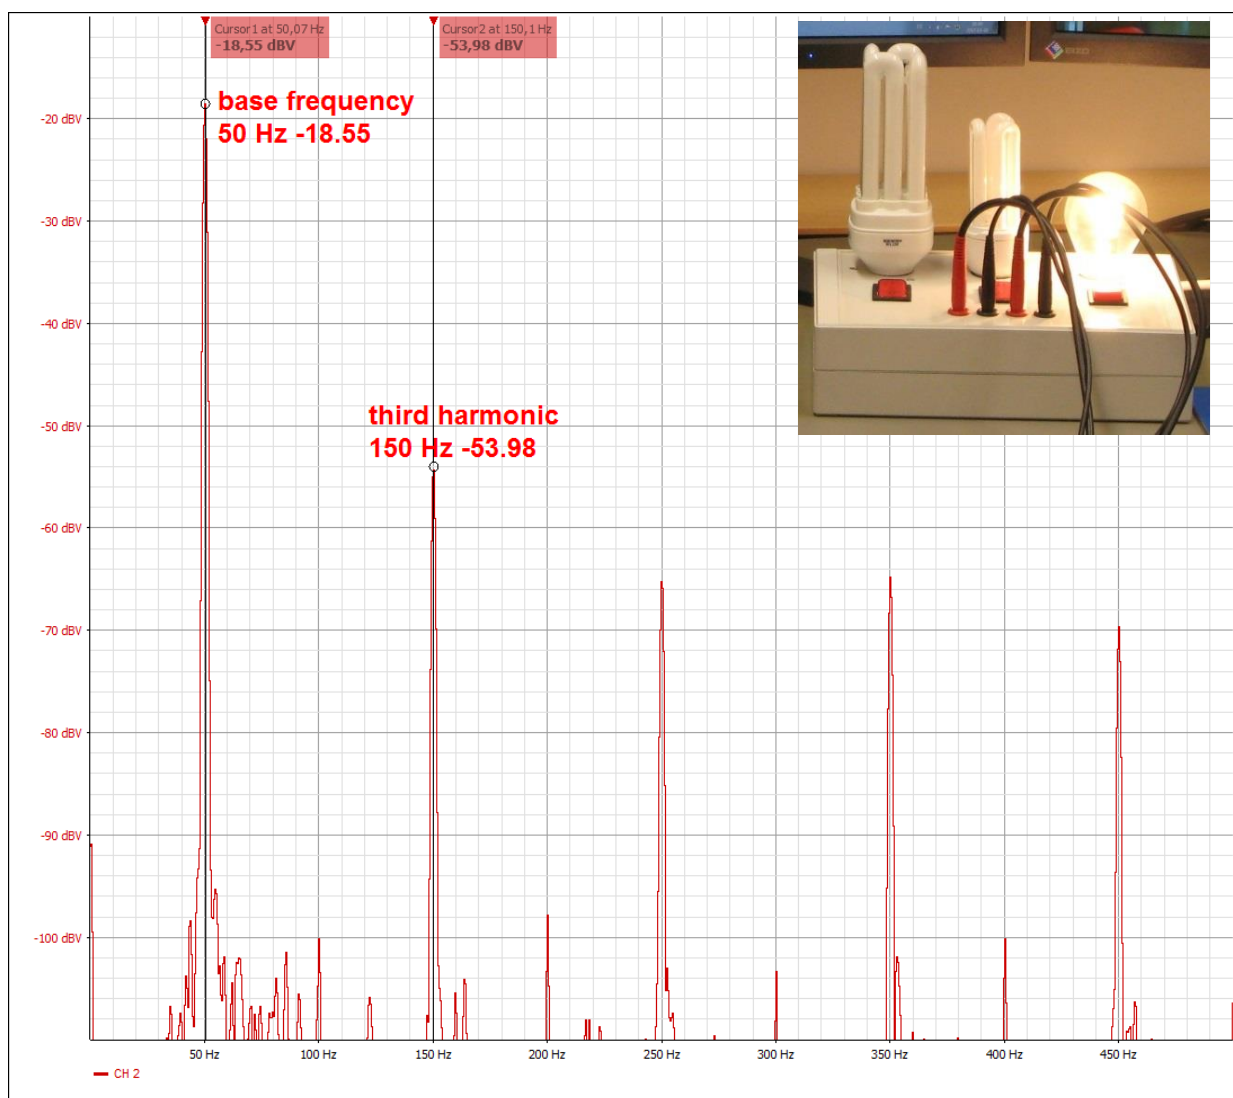 Cursor1 at 50,07 Hz
-18,55 dBV
Cursor2 at 150,1 Hz
-53,98 dBV
base frequency
50 Hz -18.55
third harmonic
150 Hz -53.98
-20 dBV
-30 dBV
-40 dBV
-50 dBV
-60 dBV
-70 dBV
-80 dBV
-90 dBV
-100 dBV
50 Hz
100 Hz
150 Hz
200 Hz
250 Hz
300 Hz
350 Hz
400 Hz
450 Hz
CH 2